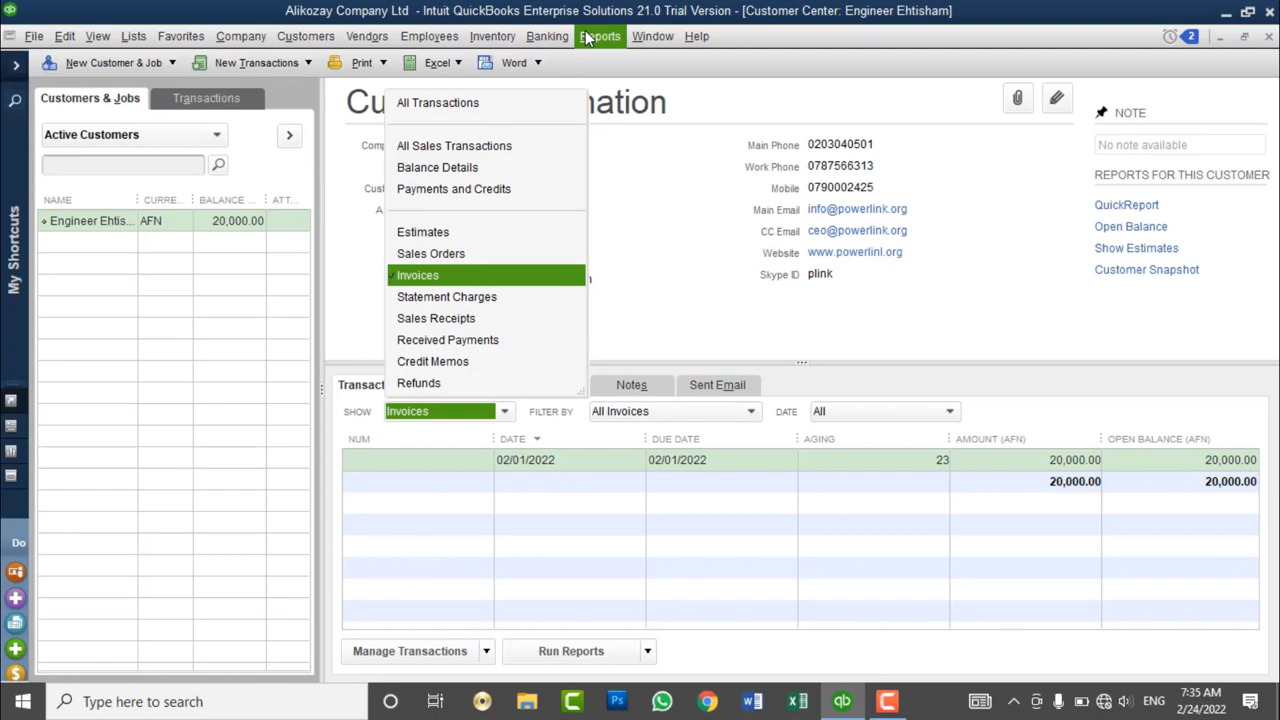 Alikozay Company Ltd - Intuit QuickBooks Enterprise Solutions 21.0 Trial Version - [Customer Center: Engineer Ehtisham]
File Edit View Lists Favorites Company Customers Vendors Employees Inventory Banking Reports Window Help 2
New Customer & Job New Transactions Print Excel Word
Customers & Jobs Transactions
Active Customers
NAME CURRE... BALANCE ... ATT...
Engineer Ehtis... AFN 20,000.00
My Shortcuts
Do
All Transactions
All Sales Transactions
Balance Details
Payments and Credits
Estimates
Sales Orders
Invoices
Statement Charges
Sales Receipts
Received Payments
Credit Memos
Refunds
Main Phone 0203040501
Work Phone 0787566313
Mobile 0790002425
Main Email info@powerlink.org
CC Email ceo@powerlink.org
Website www.powerlinl.org
Skype ID plink
NOTE
No note available
REPORTS FOR THIS CUSTOMER
QuickReport
Open Balance
Show Estimates
Customer Snapshot
Notes Sent Email
SHOW Invoices FILTER BY All Invoices DATE All
NUM DATE DUE DATE AGING AMOUNT (AFN) OPEN BALANCE (AFN)
02/01/2022 02/01/2022 23 20,000.00 20,000.00
20,000.00 20,000.00
Manage Transactions Run Reports
Type here to search ENG 7:35 AM
2/24/2022